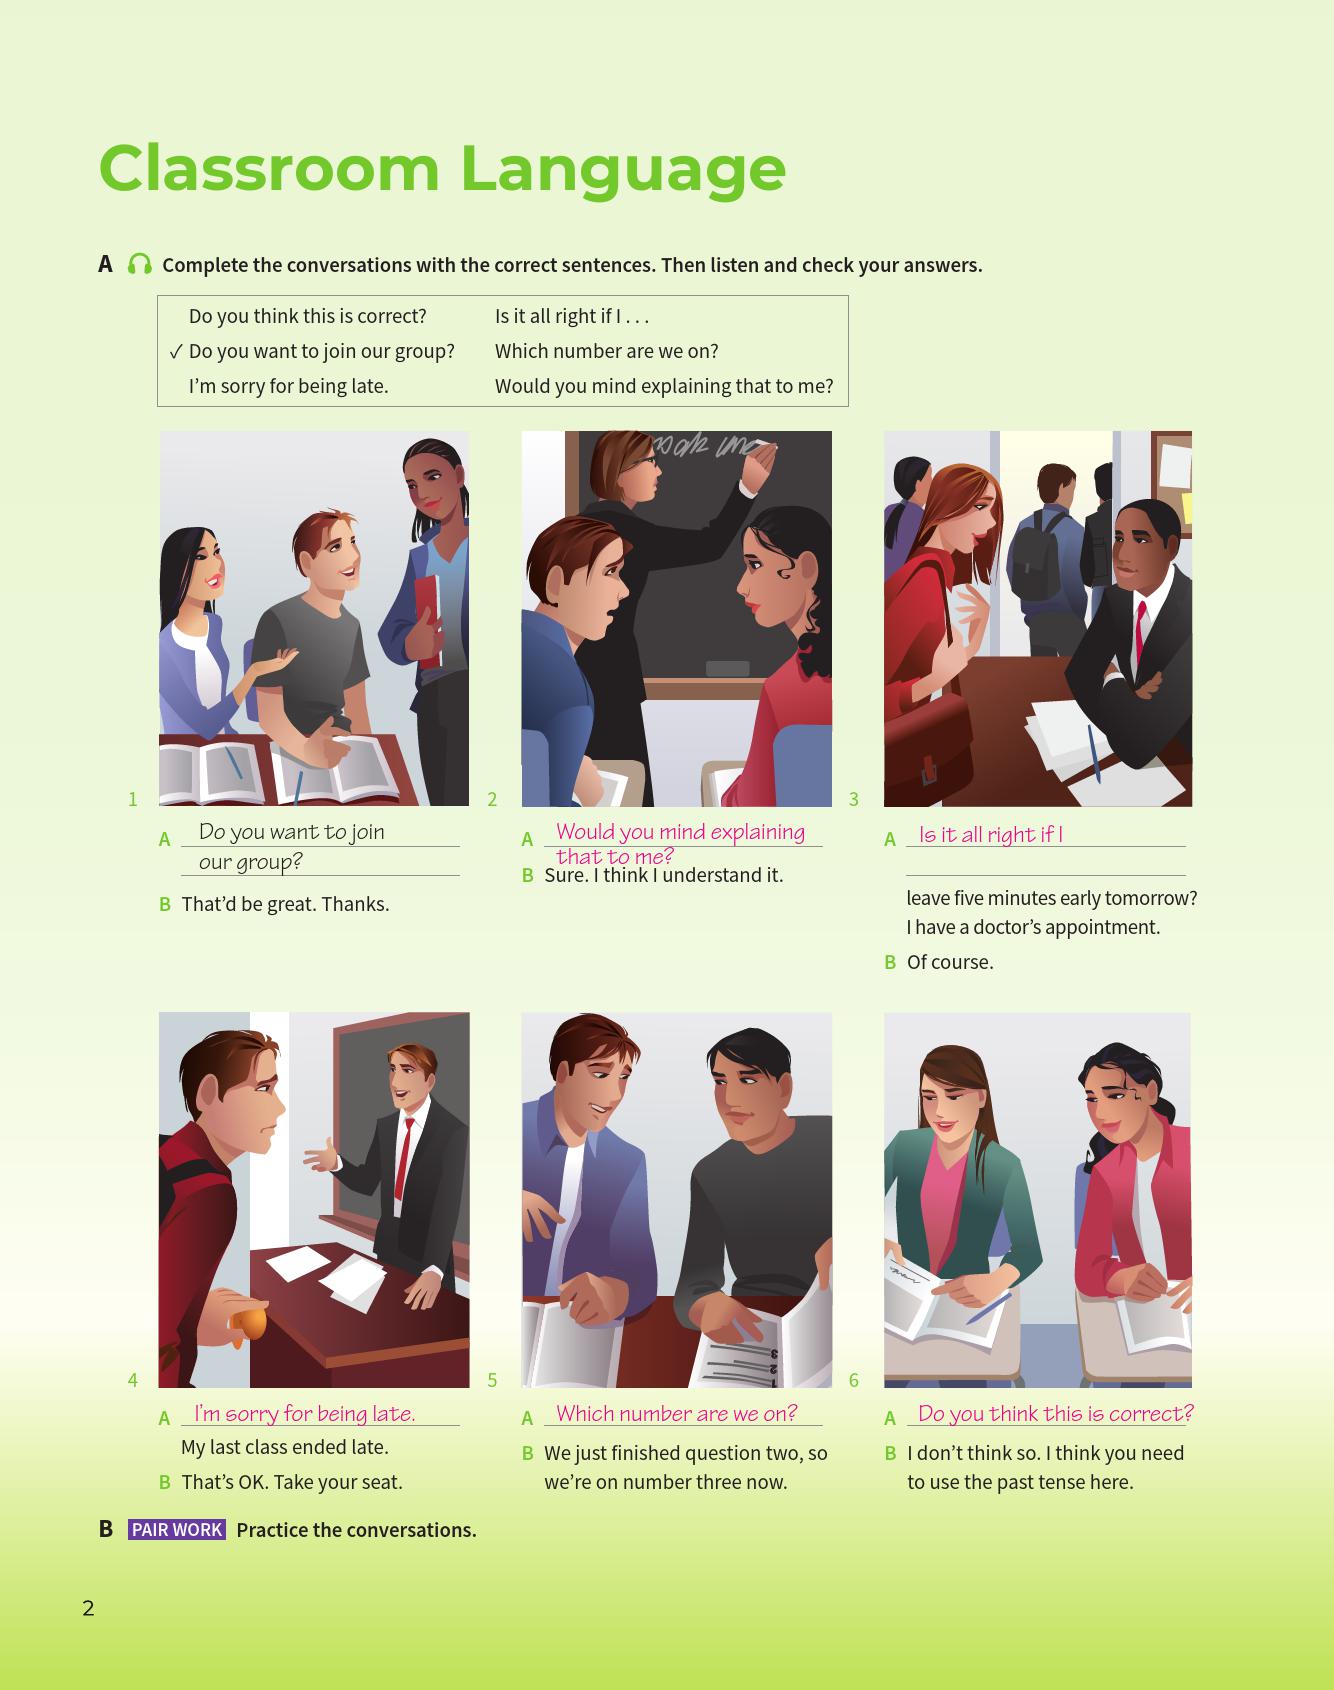 Classroom Language
A Complete the conversations with the correct sentences. Then listen and check your answers.
Do you think this is correct?
✓ Do you want to join our group?
I'm sorry for being late.
Is it all right if I . . .
Which number are we on?
Would you mind explaining that to me?
1
A Do you want to join
our group?
B That'd be great. Thanks.
2
A Would you mind explaining
that to me?
B Sure. I think I understand it.
3
A Is it all right if I
leave five minutes early tomorrow?
I have a doctor's appointment.
B Of course.
4
A I'm sorry for being late.
My last class ended late.
B That's OK. Take your seat.
5
3
2
1
A Which number are we on?
B We just finished question two, so
we're on number three now.
6
A Do you think this is correct?
B I don't think so. I think you need
to use the past tense here.
B PAIR WORK Practice the conversations.
2